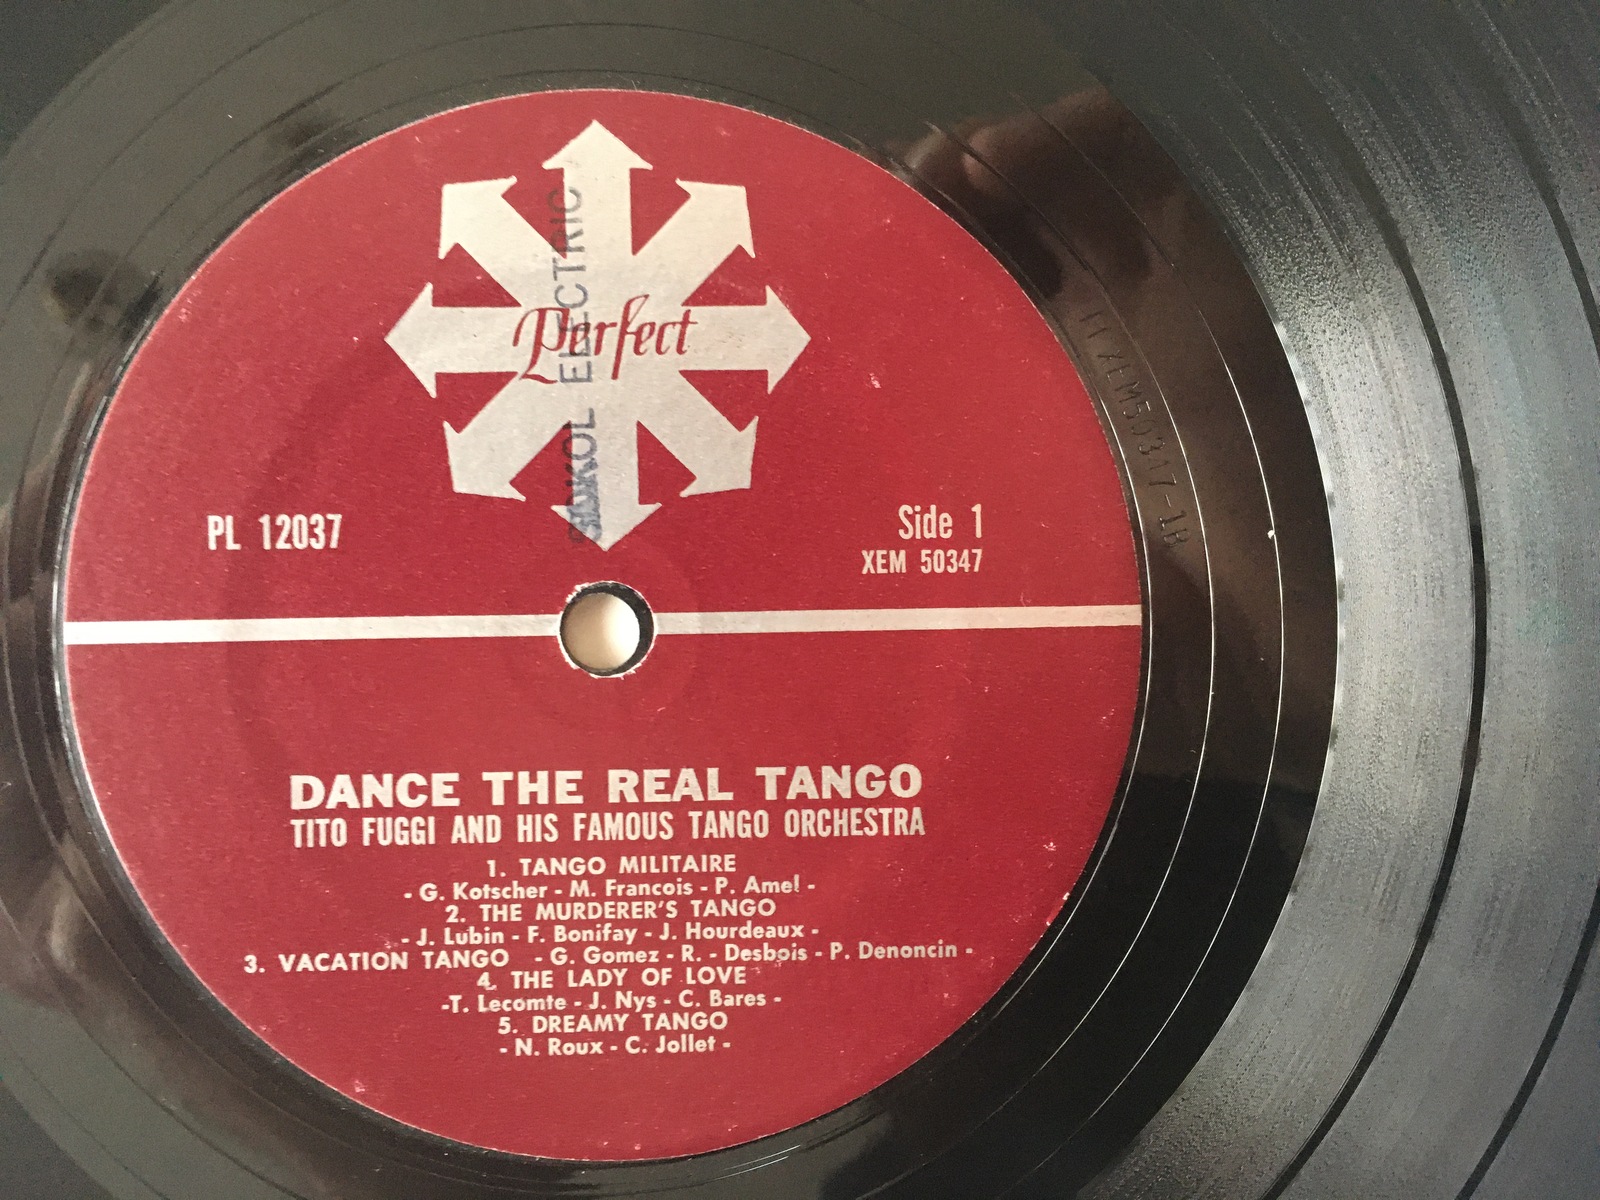 Perfect
ELECTRIC
PL 12037
Side 1
XEM 50347
XEM50347-1B
DANCE THE REAL TANGO
TITO FUGGI AND HIS FAMOUS TANGO ORCHESTRA
1. TANGO MILITAIRE
- G. Kotscher - M. Francois - P. Amel -
2. THE MURDERER'S TANGO
- J. Lubin - F. Bonifay - J. Hourdeaux -
3. VACATION TANGO - G. Gomez - R. - Desbois - P. Denoncin -
4. THE LADY OF LOVE
-T. Lecomte - J. Nys - C. Bares -
5. DREAMY TANGO
- N. Roux - C. Jollet -